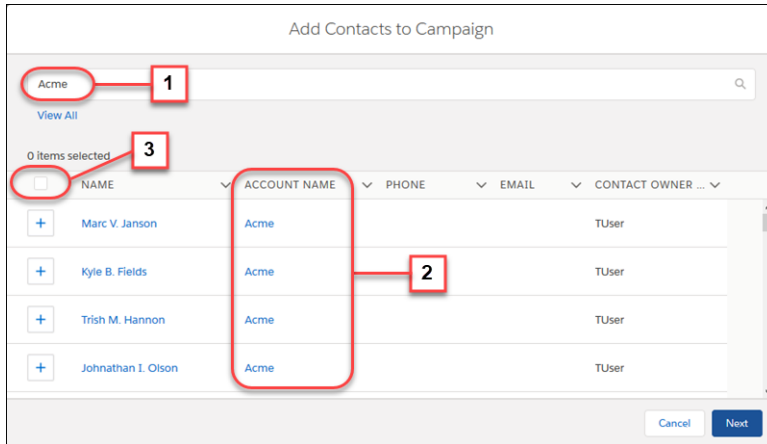 Add Contacts to Campaign
Acme
1
View All
0 items selected
3
NAME ACCOUNT NAME PHONE EMAIL CONTACT OWNER ...
+ Marc V. Janson Acme TUser
+ Kyle B. Fields Acme TUser
2
+ Trish M. Hannon Acme TUser
+ Johnathan I. Olson Acme TUser
Cancel Next